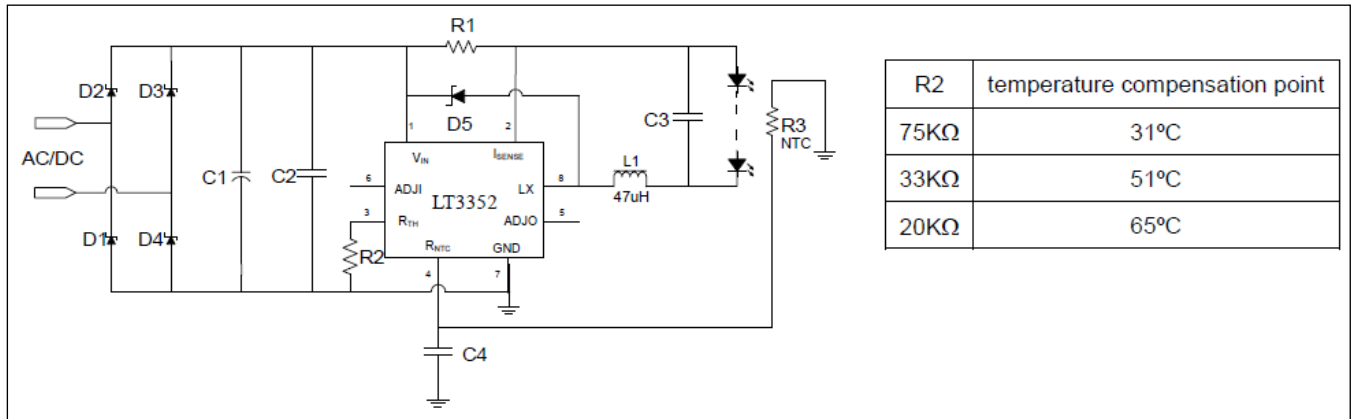 R1
D2
D3
D5
C3
R3
NTC
AC/DC
C1
C2
1
2
VIN
ISENSE
6
ADJI
LX
8
L1
47uH
LT3352
3
RTH
ADJO
5
D1
D4
R2
RNTC
GND
4
7
C4
R2 temperature compensation point
75KΩ 31ºC
33KΩ 51ºC
20KΩ 65ºC